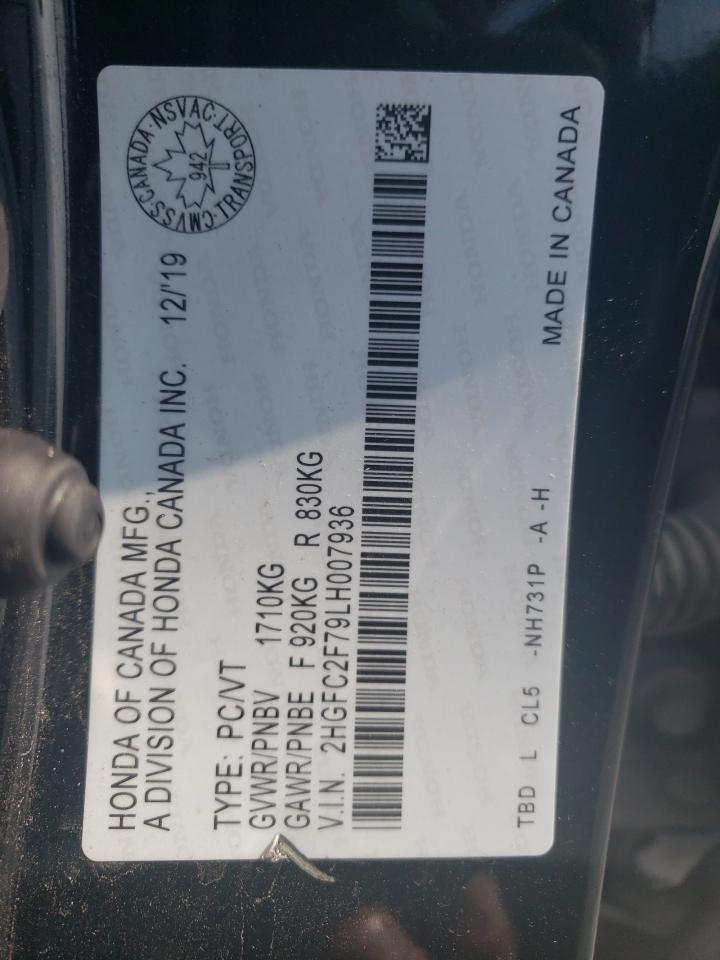 HONDA OF CANADA MFG.,
A DIVISION OF HONDA CANADA INC. 12/'19
CMVSS·CANADA·NSVAC·TRANSPORT·
942
TYPE: PC/VT
GVWR/PNBV 1710KG
GAWR/PNBE F 920KG R 830KG
V.I.N. 2HGFC2F79LH007936
TBD L CL5 -NH731P -A -H
MADE IN CANADA